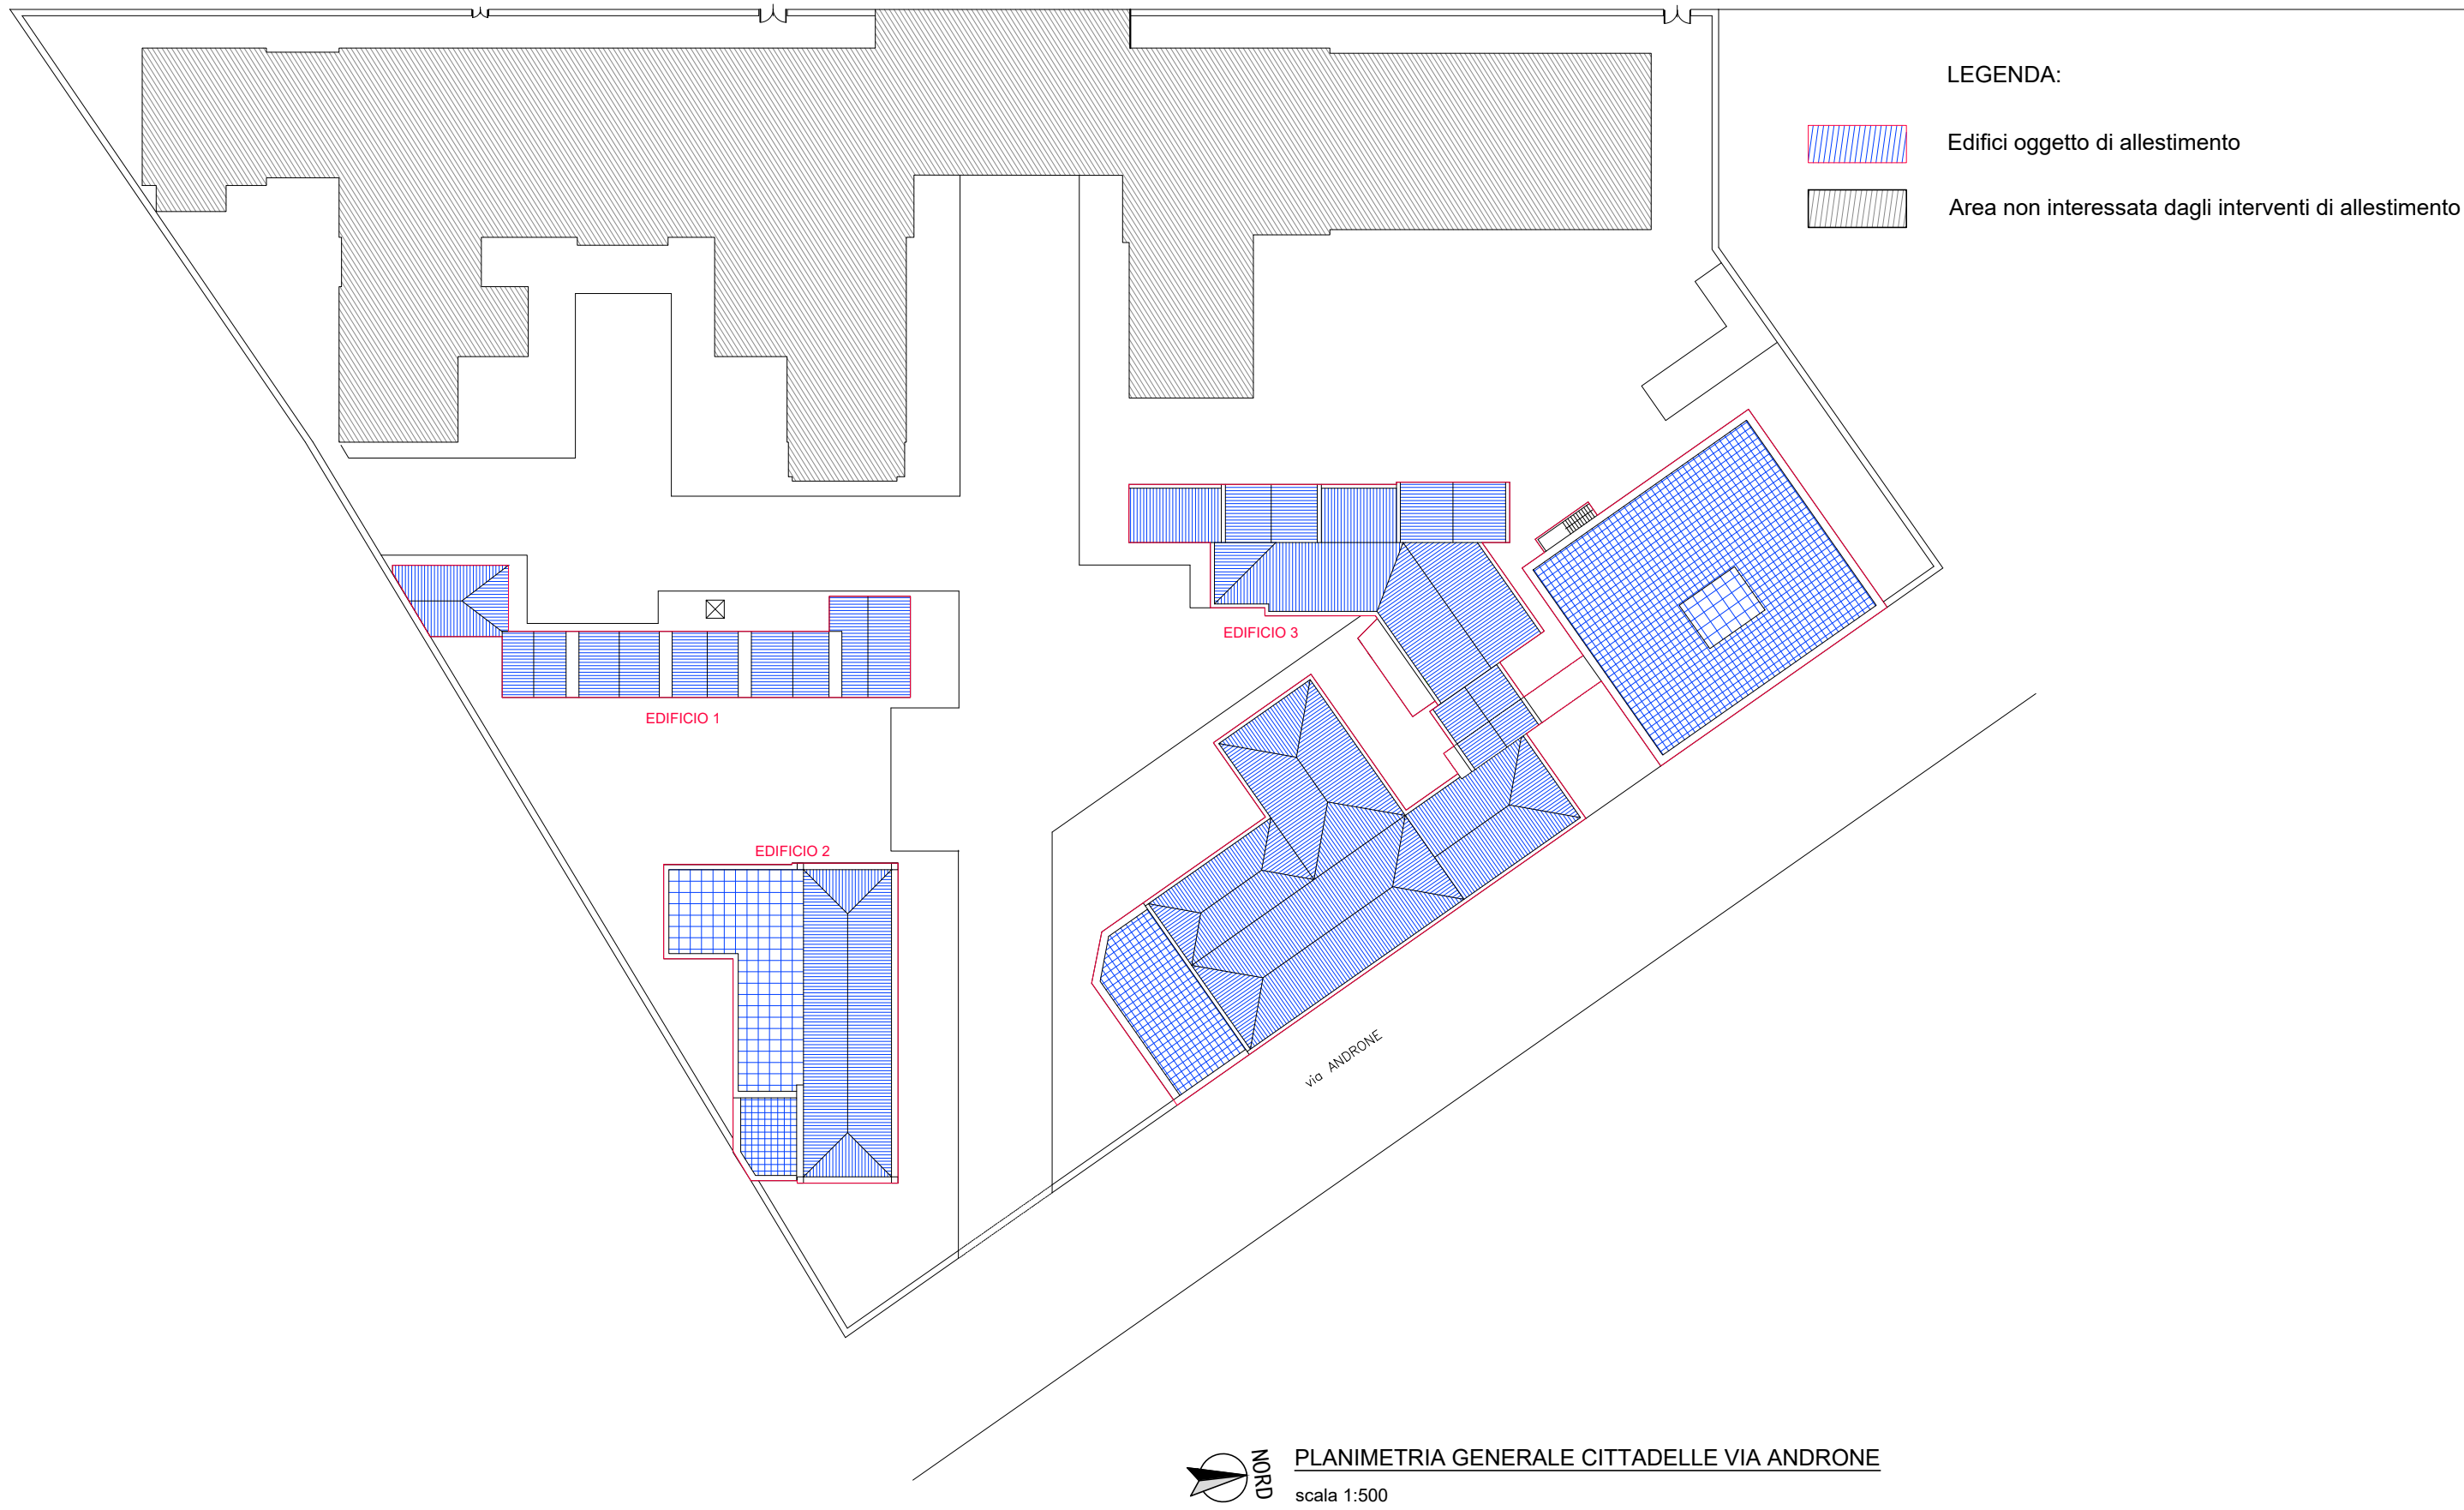 LEGENDA:
Edifici oggetto di allestimento
Area non interessata dagli interventi di allestimento
EDIFICIO 3
EDIFICIO 1
EDIFICIO 2
via ANDRONE
NORD
PLANIMETRIA GENERALE CITTADELLE VIA ANDRONE
scala 1:500